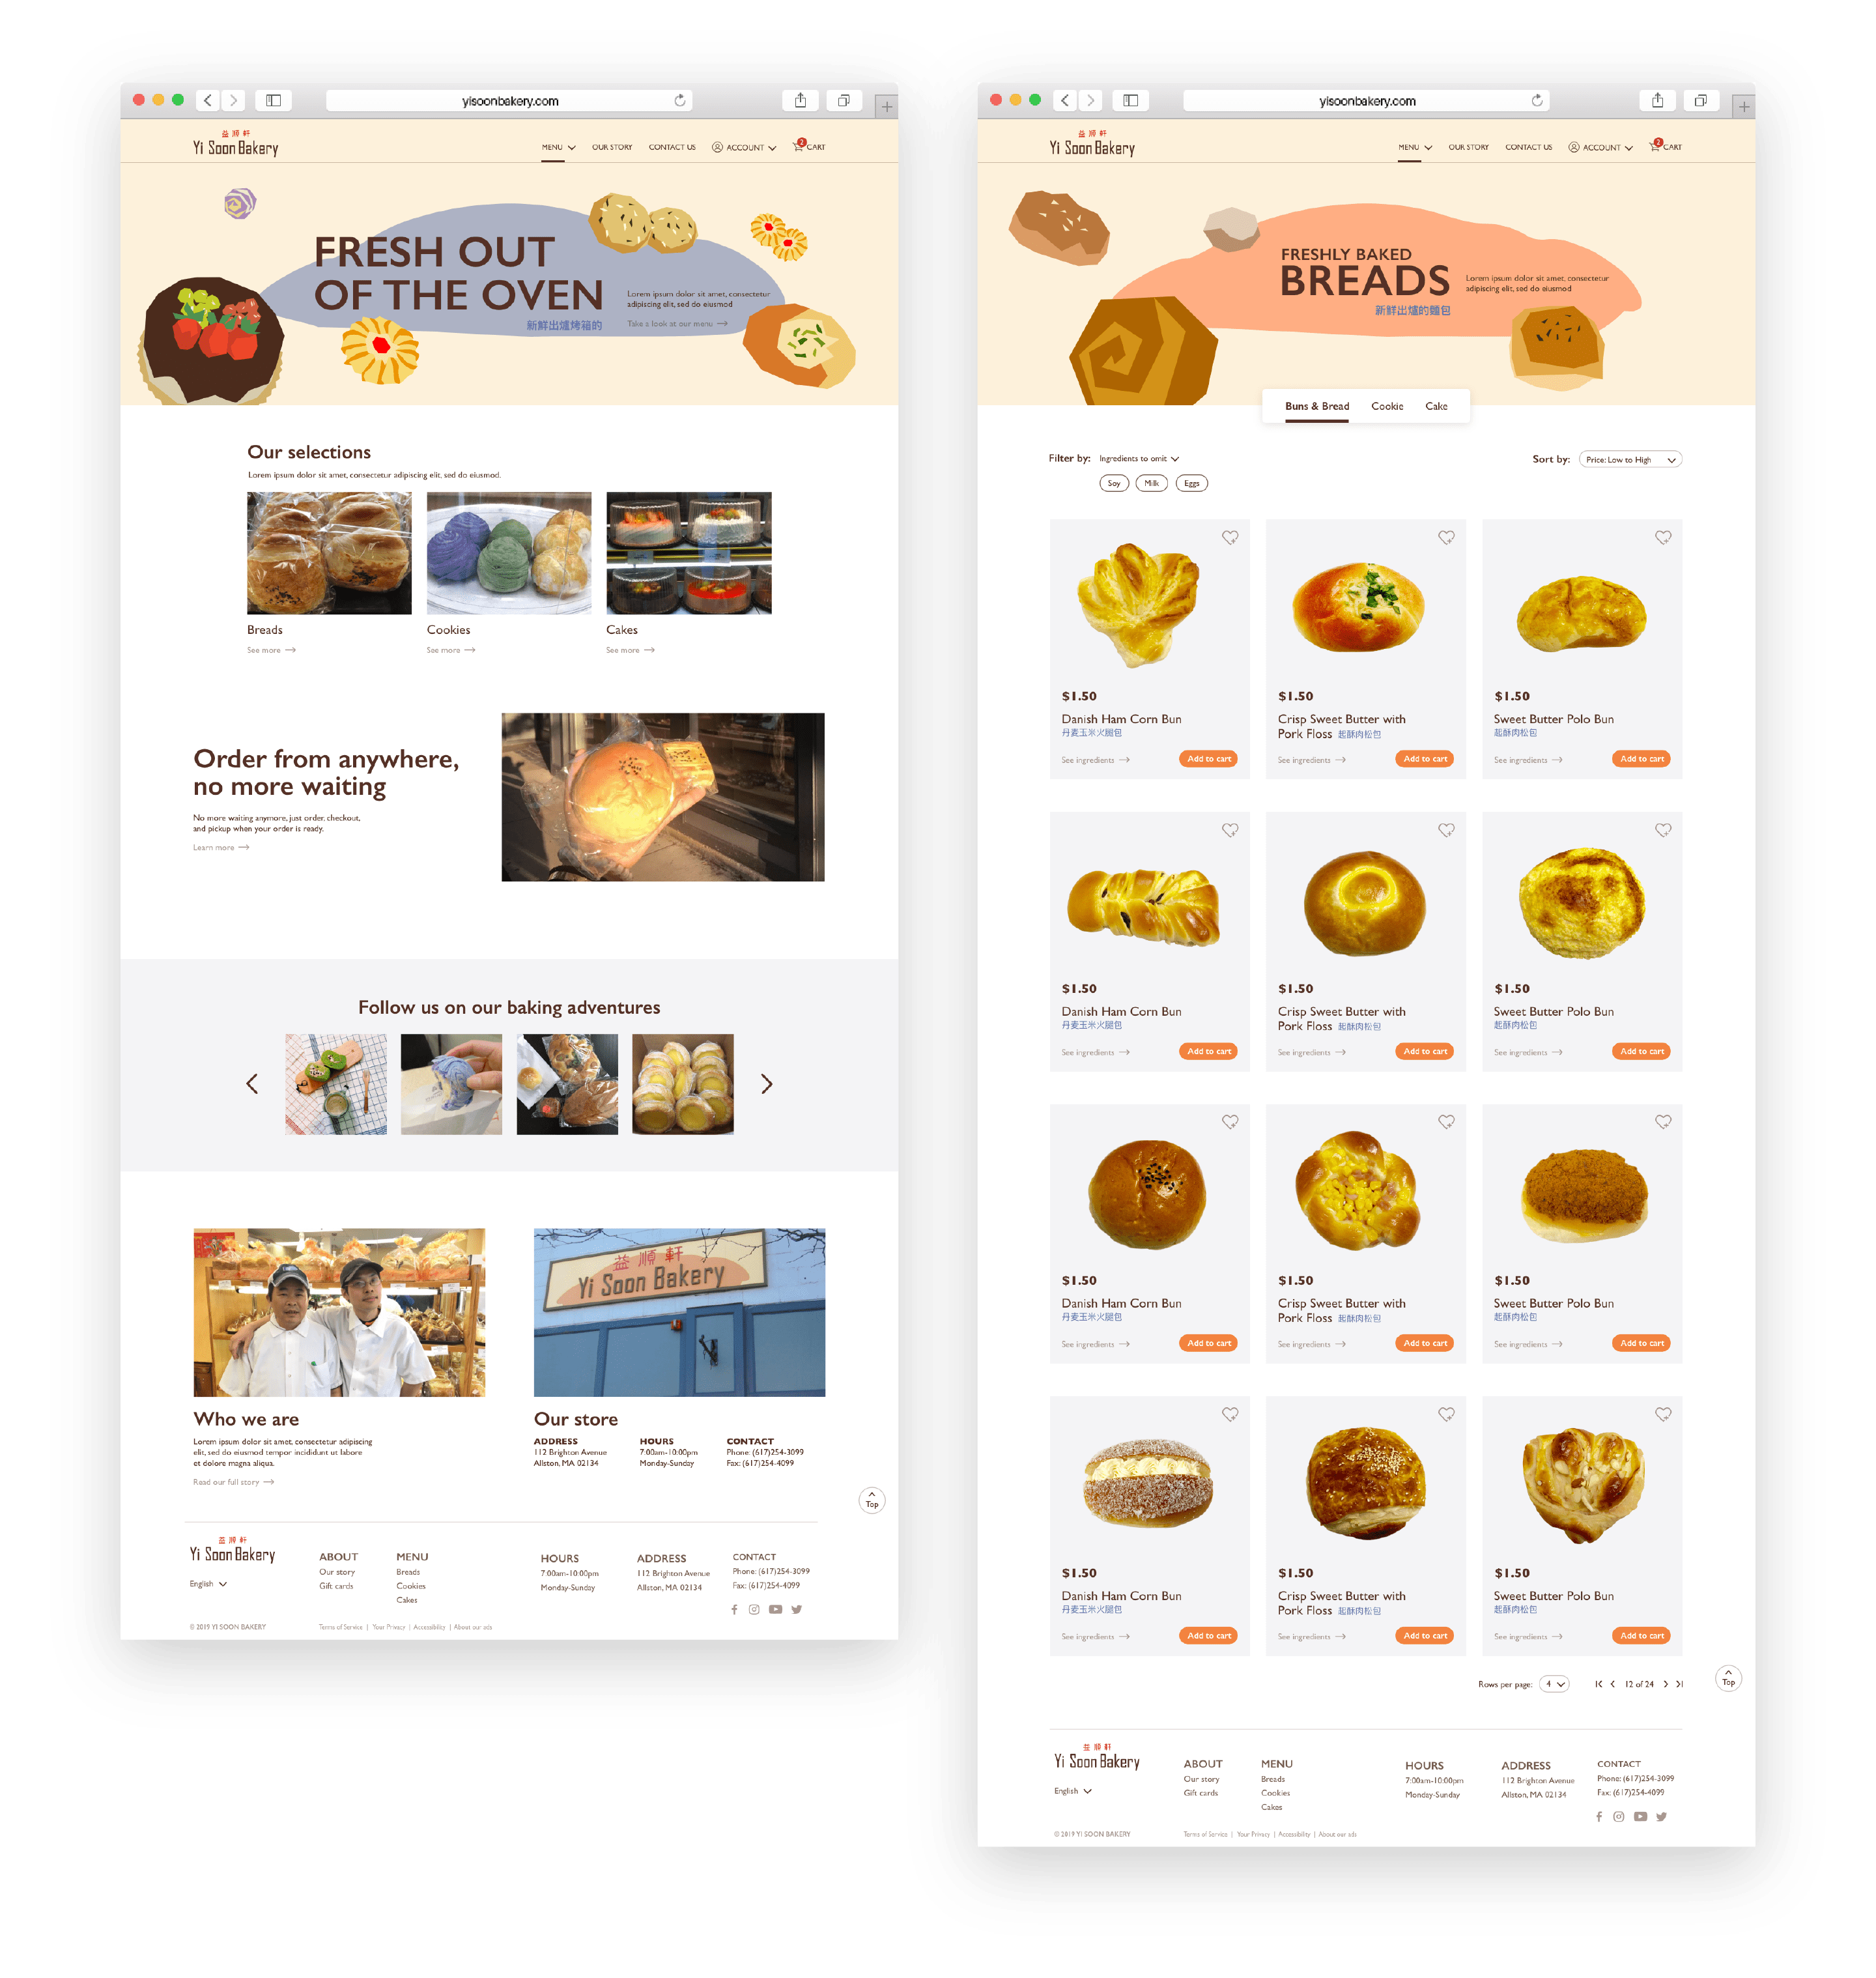 yisoonbakery.com
益順軒
Yi Soon Bakery
MENU
OUR STORY
CONTACT US
ACCOUNT
2
CART
FRESH OUT
OF THE OVEN
新鮮出爐烤箱的
Lorem ipsum dolor sit amet, consectetur
adipiscing elit, sed do eiusmod
Take a look at our menu
Our selections
Lorem ipsum dolor sit amet, consectetur adipiscing elit, sed do eiusmod.
Breads
See more
Cookies
See more
Cakes
See more
Order from anywhere,
no more waiting
No more waiting anymore, just order, checkout,
and pickup when your order is ready.
Learn more
Follow us on our baking adventures
益順軒
Yi Soon Bakery
Who we are
Lorem ipsum dolor sit amet, consectetur adipiscing
elit, sed do eiusmod tempor incididunt ut labore
et dolore magna aliqua.
Read our full story
Our store
ADDRESS
112 Brighton Avenue
Allston, MA 02134
HOURS
7:00am-10:00pm
Monday-Sunday
CONTACT
Phone: (617)254-3099
Fax: (617)254-4099
Top
益順軒
Yi Soon Bakery
English
ABOUT
Our story
Gift cards
MENU
Breads
Cookies
Cakes
HOURS
7:00am-10:00pm
Monday-Sunday
ADDRESS
112 Brighton Avenue
Allston, MA 02134
CONTACT
Phone: (617)254-3099
Fax: (617)254-4099
© 2019 YI SOON BAKERY
Terms of Service | Your Privacy | Accessibility | About our ads
yisoonbakery.com
益順軒
Yi Soon Bakery
MENU
OUR STORY
CONTACT US
ACCOUNT
2
CART
FRESHLY BAKED
BREADS
新鮮出爐的麵包
Lorem ipsum dolor sit amet, consectetur
adipiscing elit, sed do eiusmod
Buns & Bread
Cookie
Cake
Filter by:
Ingredients to omit
Soy
Milk
Eggs
Sort by:
Price: Low to High
$1.50
Danish Ham Corn Bun
丹麦玉米火腿包
See ingredients
Add to cart
$1.50
Crisp Sweet Butter with
Pork Floss 起酥肉松包
See ingredients
Add to cart
$1.50
Sweet Butter Polo Bun
起酥肉松包
See ingredients
Add to cart
$1.50
Danish Ham Corn Bun
丹麦玉米火腿包
See ingredients
Add to cart
$1.50
Crisp Sweet Butter with
Pork Floss 起酥肉松包
See ingredients
Add to cart
$1.50
Sweet Butter Polo Bun
起酥肉松包
See ingredients
Add to cart
$1.50
Danish Ham Corn Bun
丹麦玉米火腿包
See ingredients
Add to cart
$1.50
Crisp Sweet Butter with
Pork Floss 起酥肉松包
See ingredients
Add to cart
$1.50
Sweet Butter Polo Bun
起酥肉松包
See ingredients
Add to cart
$1.50
Danish Ham Corn Bun
丹麦玉米火腿包
See ingredients
Add to cart
$1.50
Crisp Sweet Butter with
Pork Floss 起酥肉松包
See ingredients
Add to cart
$1.50
Sweet Butter Polo Bun
起酥肉松包
See ingredients
Add to cart
Rows per page:
4
12 of 24
Top
益順軒
Yi Soon Bakery
English
ABOUT
Our story
Gift cards
MENU
Breads
Cookies
Cakes
HOURS
7:00am-10:00pm
Monday-Sunday
ADDRESS
112 Brighton Avenue
Allston, MA 02134
CONTACT
Phone: (617)254-3099
Fax: (617)254-4099
© 2019 YI SOON BAKERY
Terms of Service | Your Privacy | Accessibility | About our ads